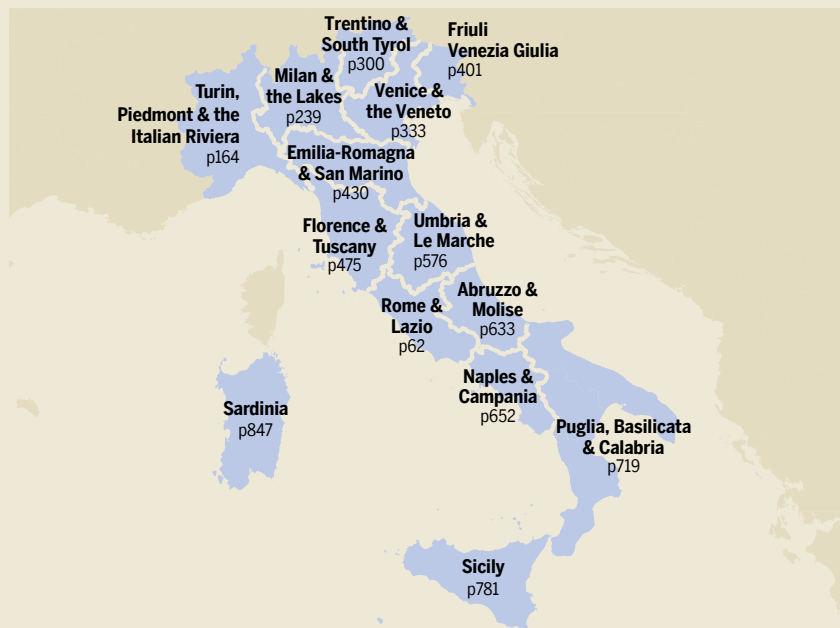 Trentino &
South Tyrol
p300
Friuli
Venezia Giulia
p401
Milan &
the Lakes
p239
Venice &
the Veneto
p333
Turin,
Piedmont & the
Italian Riviera
p164
Emilia-Romagna
& San Marino
p430
Florence &
Tuscany
p475
Umbria &
Le Marche
p576
Abruzzo &
Molise
p633
Rome &
Lazio
p62
Naples &
Campania
p652
Sardinia
p847
Puglia, Basilicata
& Calabria
p719
Sicily
p781